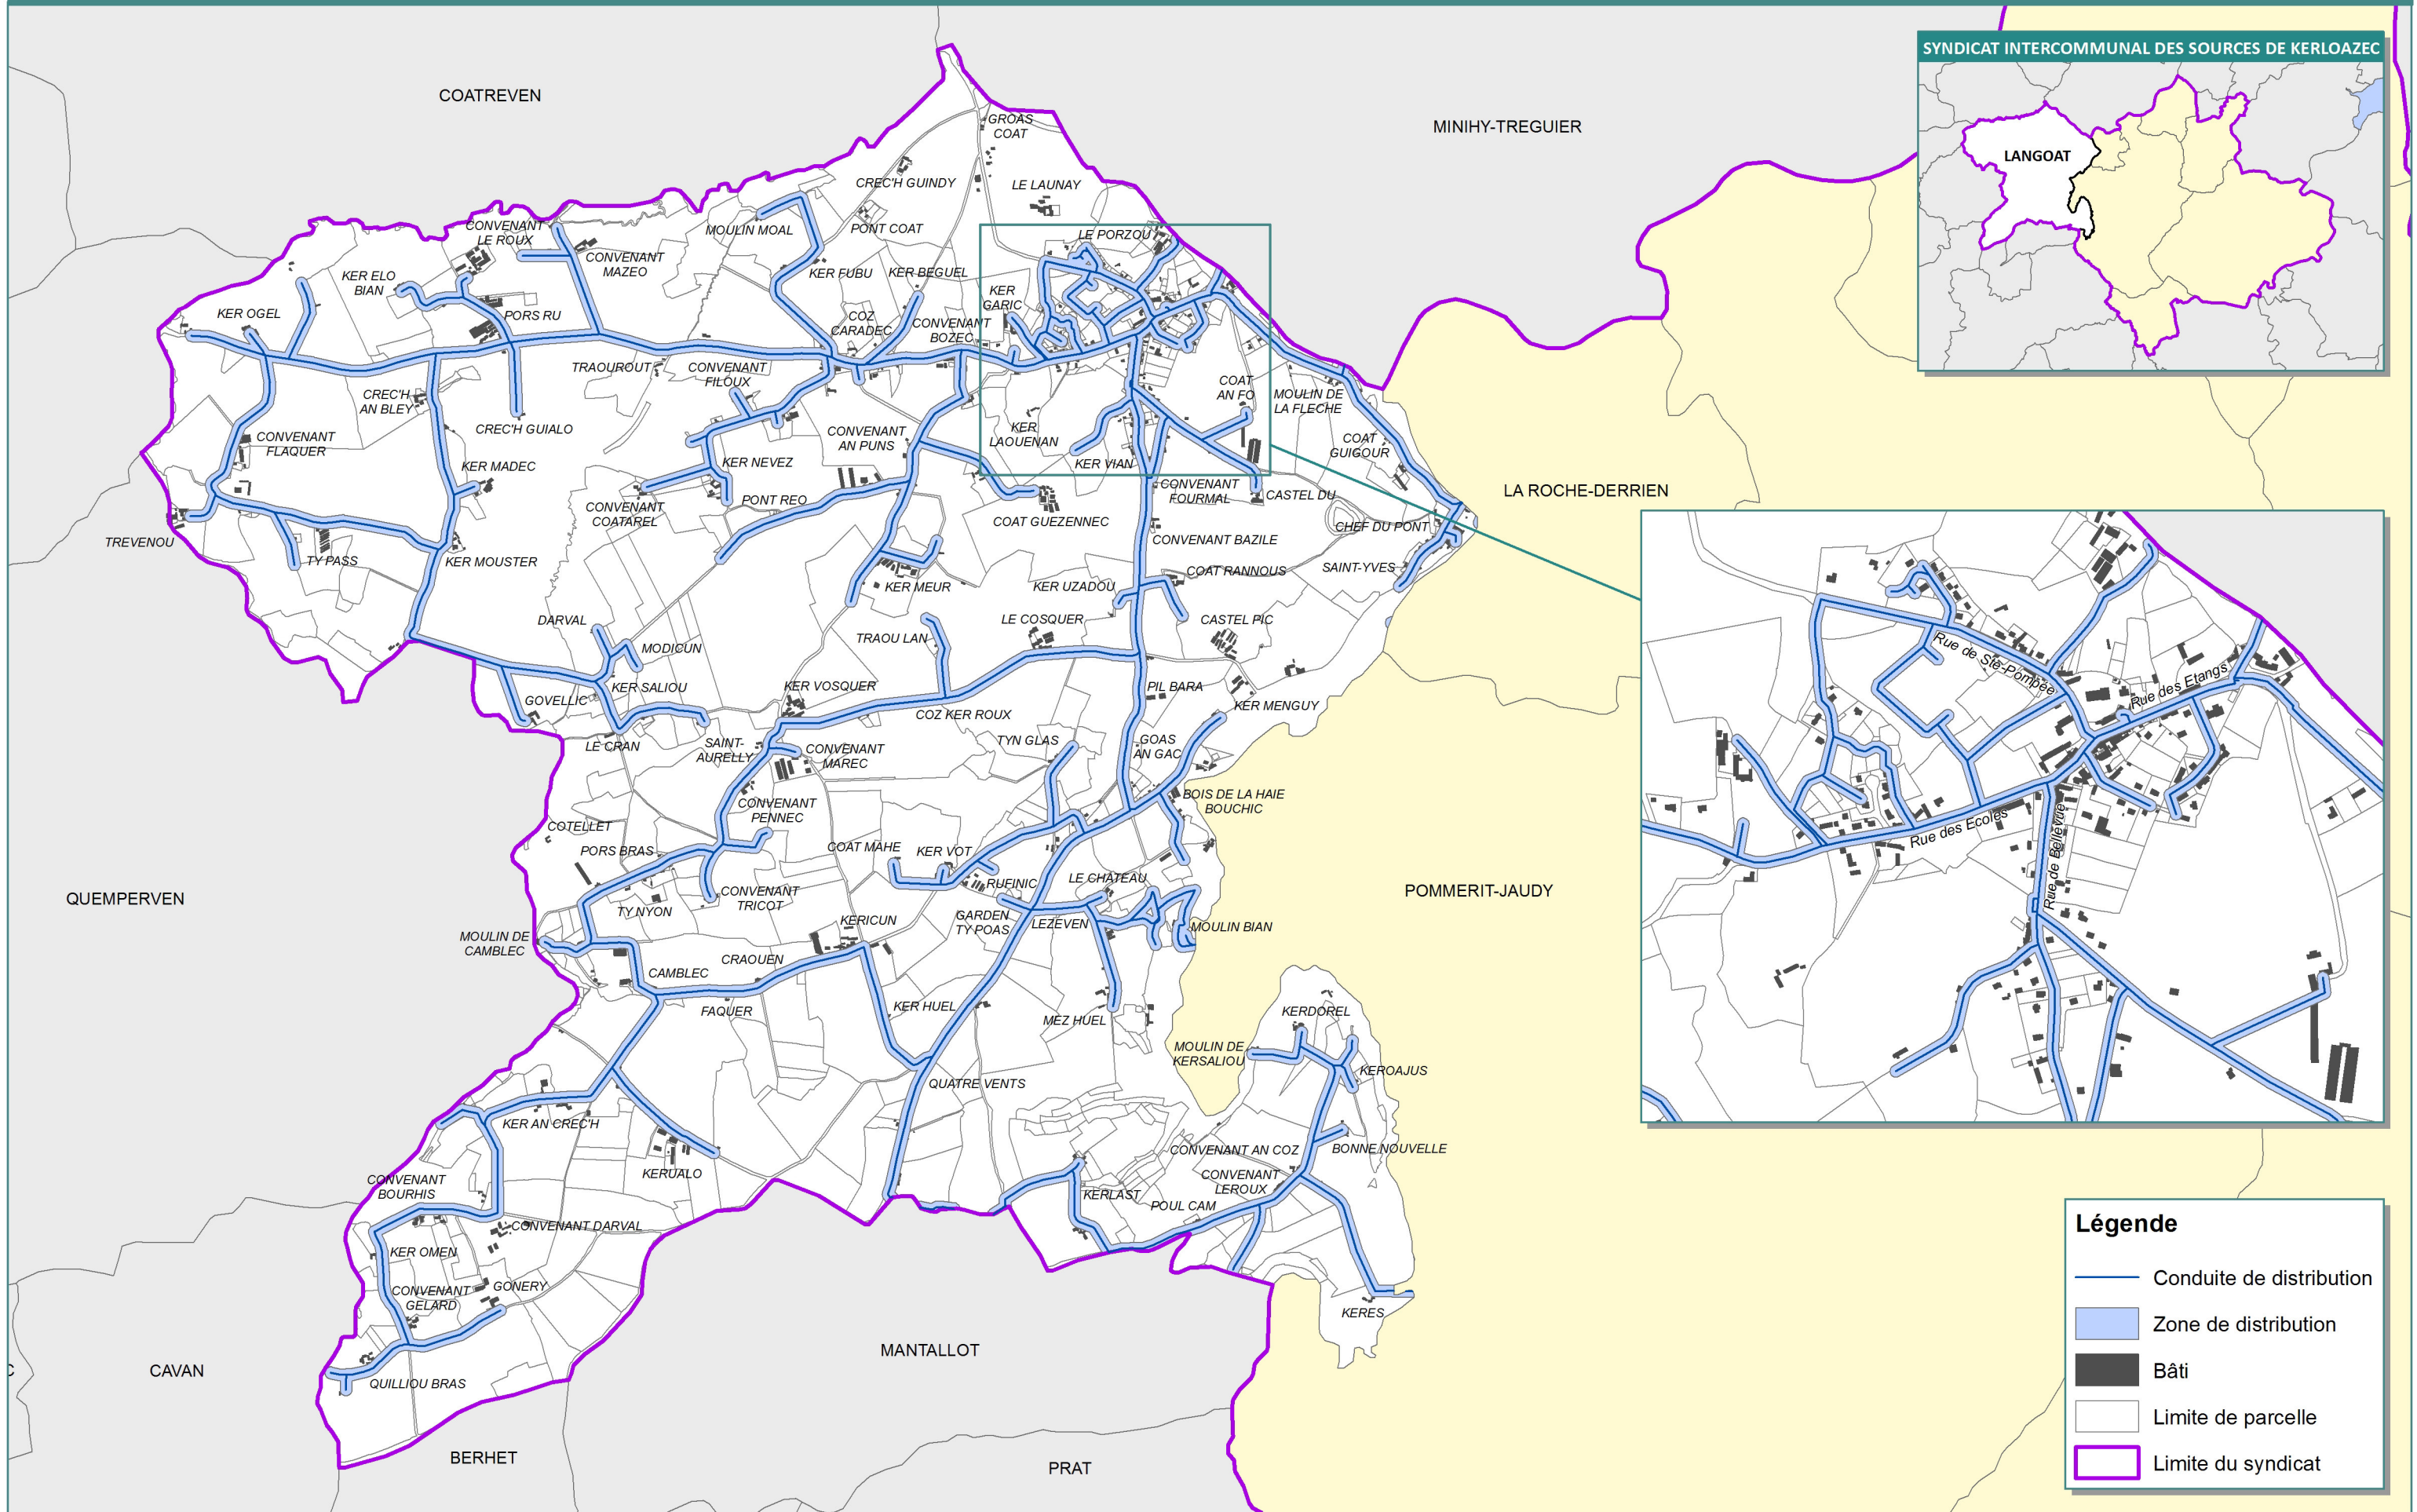 SYNDICAT INTERCOMMUNAL DES SOURCES DE KERLOAZEC
LANGOAT
COATREVEN
MINIHY-TREGUIER
GROAS
COAT
CREC'H GUINDY
LE LAUNAY
CONVENANT
LE ROUX
MOULIN MOAL
PONT COAT
LE PORZOU
CONVENANT
MAZEO
KER ELO
BIAN
KER FUBU
KER BEGUEL
KER
GARIC
KER OGEL
PORS RU
COZ
CARADEC
CONVENANT
BOZEC
TRAOUROUT
CONVENANT
FILOUX
CREC'H
AN BLEY
COAT
AN FO
MOULIN DE
LA FLECHE
CREC'H GUIALO
CONVENANT
FLAQUER
CONVENANT
AN PUNS
KER
LAOUENAN
COAT
GUIGOUR
KER MADEC
KER NEVEZ
KER VIAN
PONT REO
CONVENANT
COATAREL
CONVENANT
FOURMAL
CASTEL DU
LA ROCHE-DERRIEN
COAT GUEZENNEC
CHEF DU PONT
TREVENOU
CONVENANT BAZILE
TY PASS
KER MOUSTER
COAT RANNOUS
SAINT-YVES
KER MEUR
KER UZADOU
DARVAL
LE COSQUER
CASTEL PIC
TRAOU LAN
MODICUN
KER SALIOU
KER VOSQUER
PIL BARA
GOVELLIC
COZ KER ROUX
KER MENGUY
LE CRAN
SAINT-
AURELLY
CONVENANT
MAREC
TYN GLAS
GOAS
AN GAC
BOIS DE LA HAIE
BOUCHIC
CONVENANT
PENNEC
COTELLET
PORS BRAS
COAT MAHE
KER VOT
QUEMPERVEN
RUFINIC
LE CHATEAU
CONVENANT
TRICOT
POMMERIT-JAUDY
TY NYON
KERICUN
GARDEN
TY POAS
LEZEVEN
MOULIN BIAN
MOULIN DE
CAMBLEC
CRAOUEN
CAMBLEC
FAQUER
KER HUEL
MEZ HUEL
KERDOREL
MOULIN DE
KERSALIOU
KEROAJUS
QUATRE VENTS
KER AN CREC'H
CONVENANT AN COZ
BONNE NOUVELLE
KERUALO
CONVENANT
BOURHIS
CONVENANT
LEROUX
KERLAST
POUL CAM
CONVENANT DARVAL
KER OMEN
CONVENANT
GELARD
GONERY
KERES
MANTALLOT
CAVAN
QUILLIOU BRAS
BERHET
PRAT
Rue de Ste-Pompée
Rue des Etangs
Rue des Ecoles
Rue de Bellevue
Légende
Conduite de distribution
Zone de distribution
Bâti
Limite de parcelle
Limite du syndicat